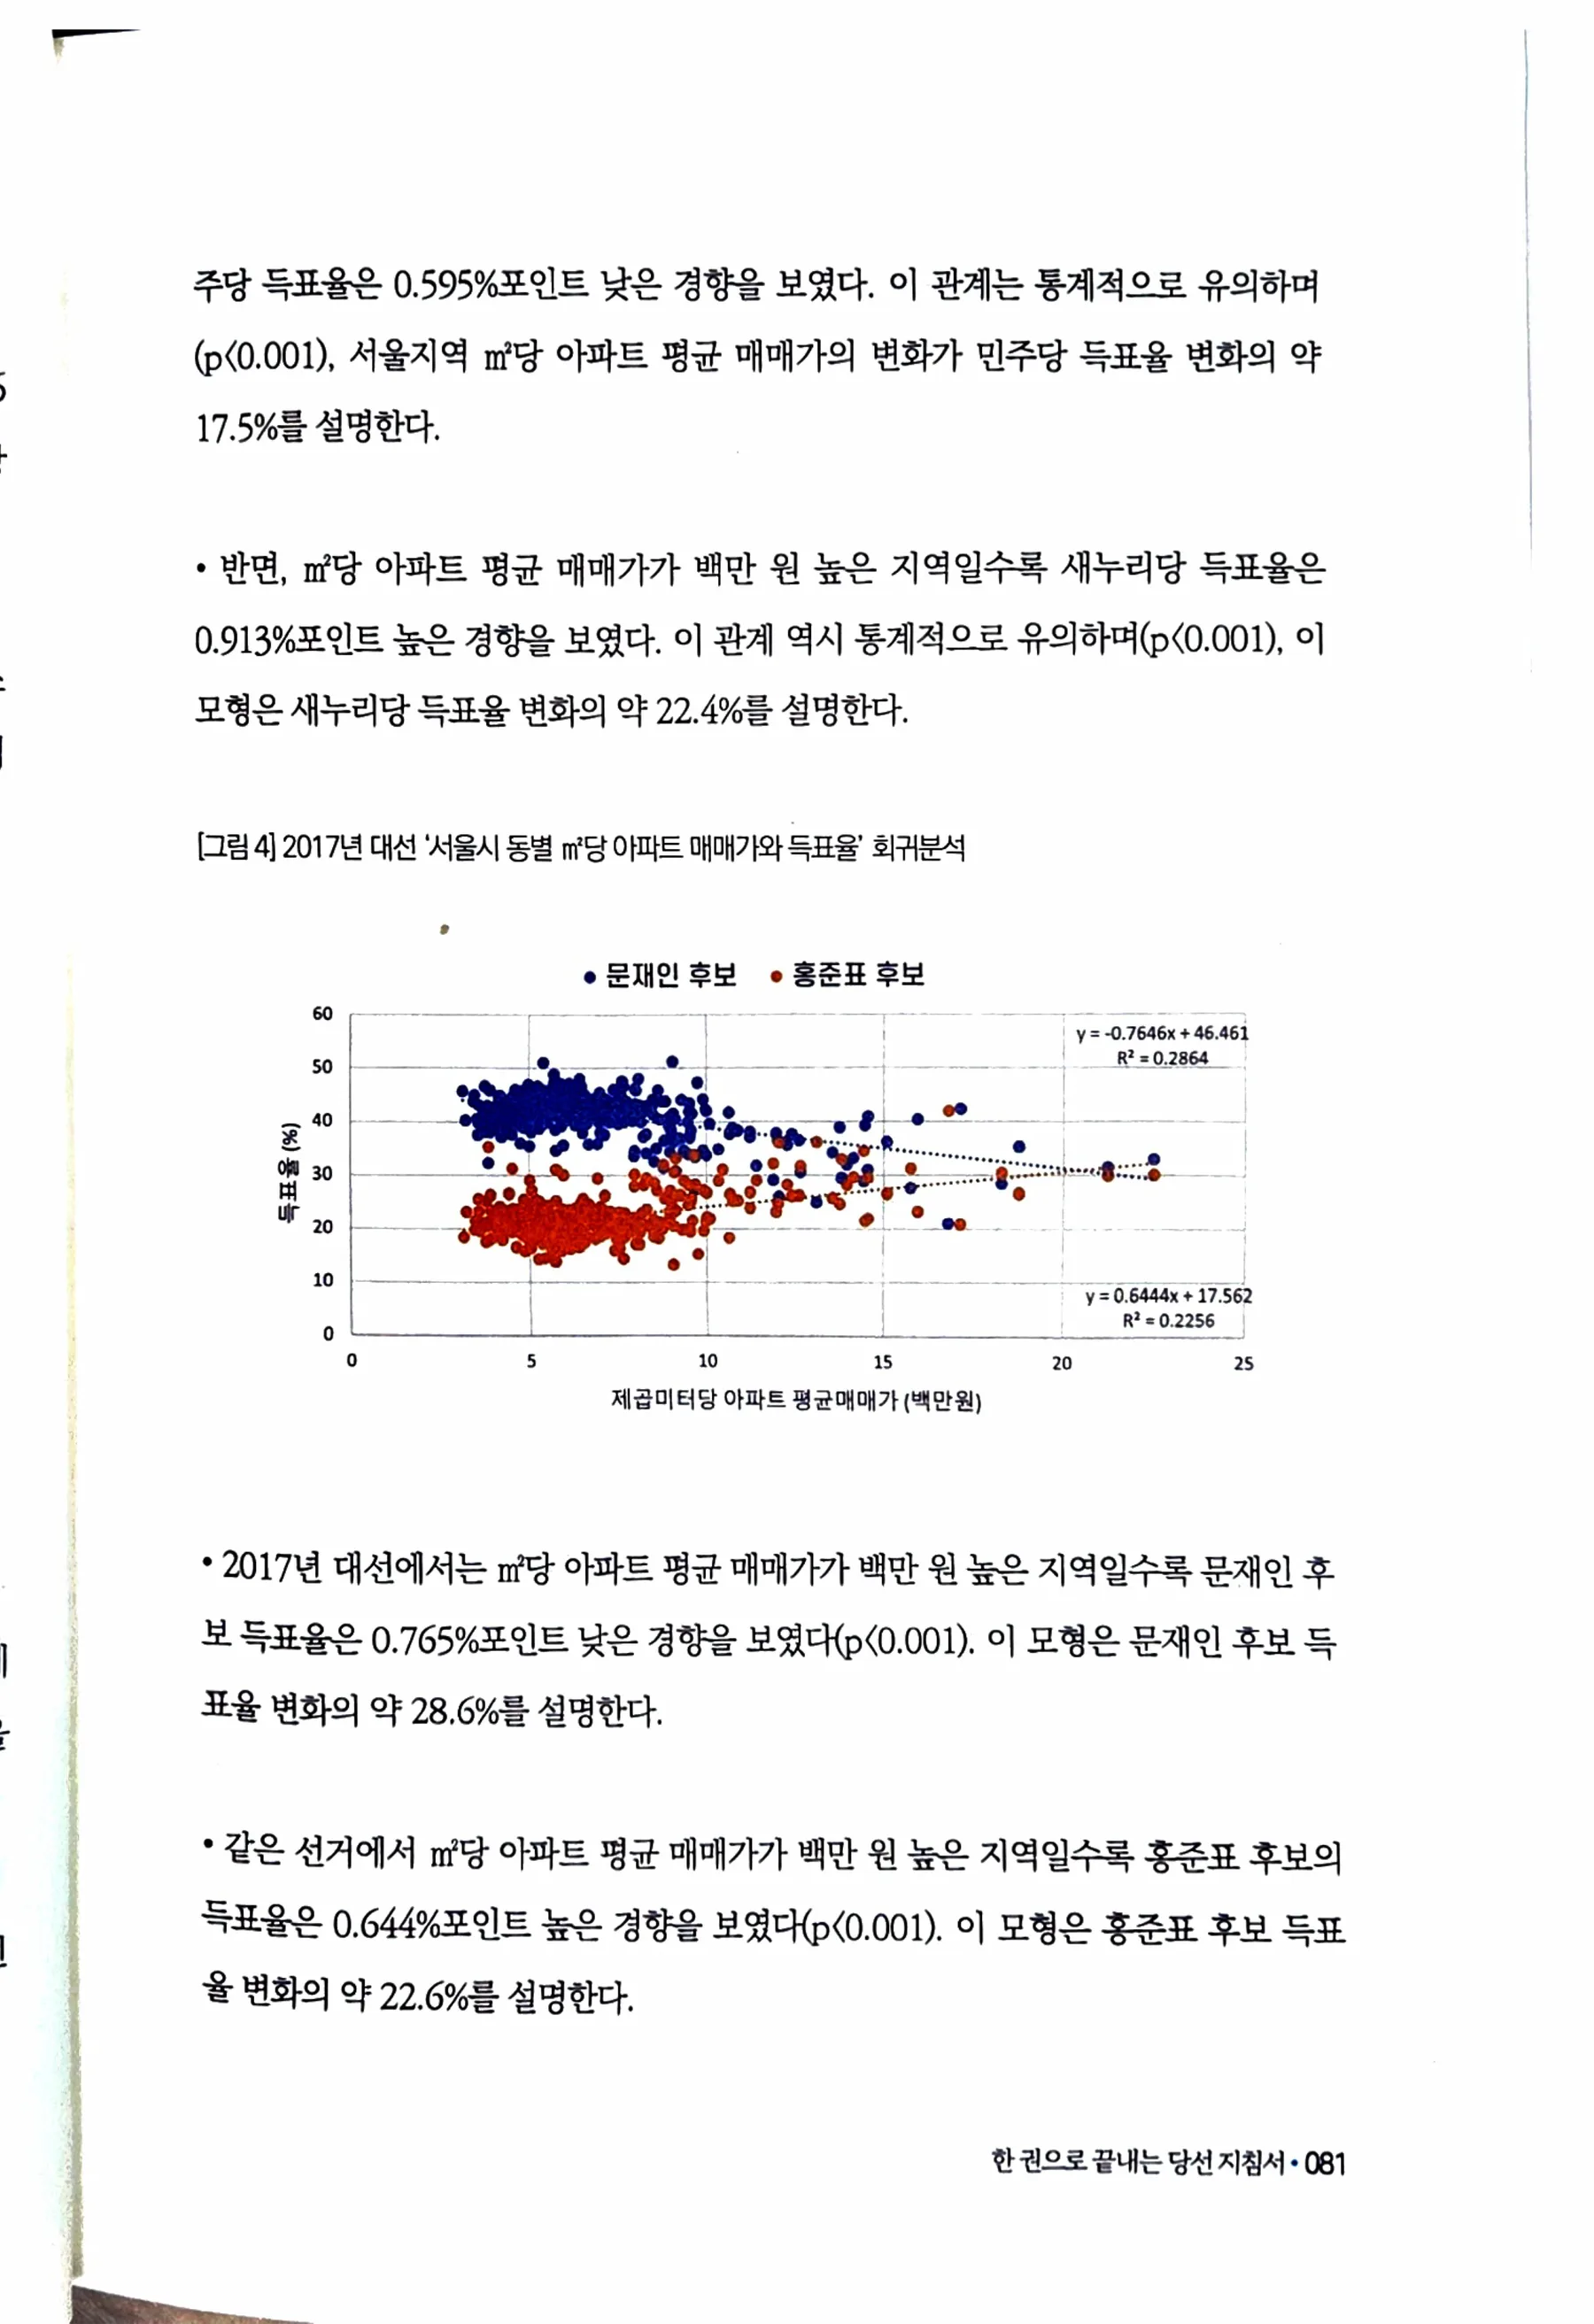 주당 득표율은 0.595%포인트 낮은 경향을 보였다. 이 관계는 통계적으로 유의하며
(p<0.001), 서울지역 ㎡당 아파트 평균 매매가의 변화가 민주당 득표율 변화의 약
17.5%를 설명한다.
• 반면, ㎡당 아파트 평균 매매가가 백만 원 높은 지역일수록 새누리당 득표율은
0.913%포인트 높은 경향을 보였다. 이 관계 역시 통계적으로 유의하며(p<0.001), 이
모형은 새누리당 득표율 변화의 약 22.4%를 설명한다.
[그림 4] 2017년 대선 ‘서울시 동별 ㎡당 아파트 매매가와 득표율’ 회귀분석
• 문재인 후보 • 홍준표 후보
60
50
40
30
20
10
0
득표율 (%)
y = -0.7646x + 46.461
R² = 0.2864
y = 0.6444x + 17.562
R² = 0.2256
0 5 10 15 20 25
제곱미터당 아파트 평균매매가 (백만원)
• 2017년 대선에서는 ㎡당 아파트 평균 매매가가 백만 원 높은 지역일수록 문재인 후
보 득표율은 0.765%포인트 낮은 경향을 보였다(p<0.001). 이 모형은 문재인 후보 득
표율 변화의 약 28.6%를 설명한다.
• 같은 선거에서 ㎡당 아파트 평균 매매가가 백만 원 높은 지역일수록 홍준표 후보의
득표율은 0.644%포인트 높은 경향을 보였다(p<0.001). 이 모형은 홍준표 후보 득표
율 변화의 약 22.6%를 설명한다.
한 권으로 끝내는 당선 지침서 • 081